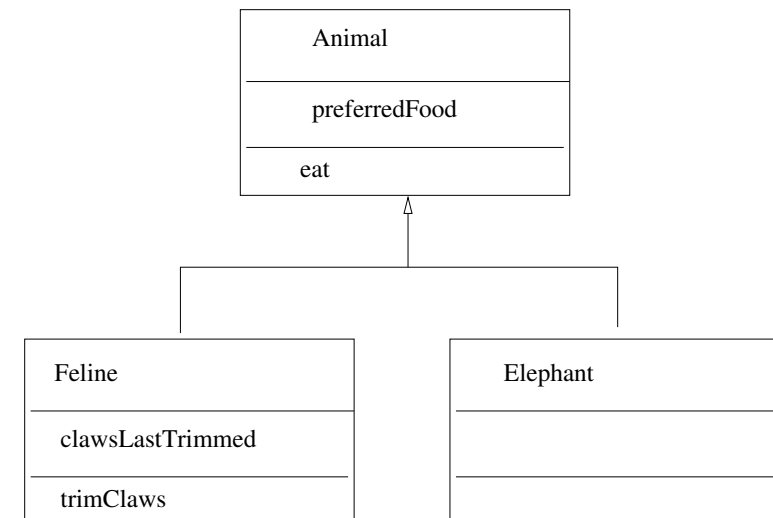 Animal
preferredFood
eat
Feline
clawsLastTrimmed
trimClaws
Elephant